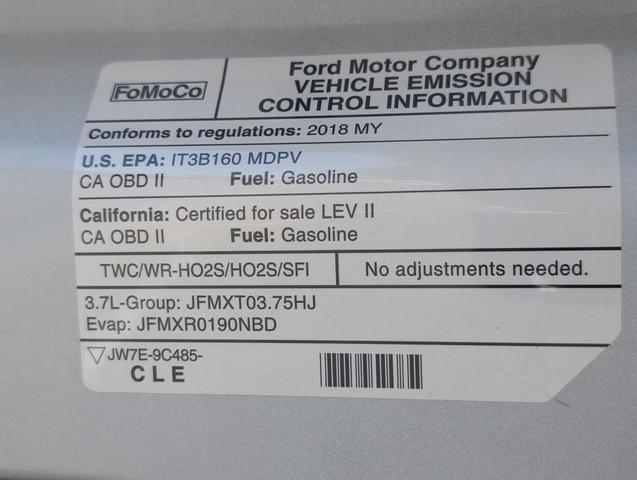 FoMoCo
Ford Motor Company
VEHICLE EMISSION
CONTROL INFORMATION
Conforms to regulations: 2018 MY
U.S. EPA: IT3B160 MDPV
CA OBD II Fuel: Gasoline
California: Certified for sale LEV II
CA OBD II Fuel: Gasoline
TWC/WR-HO2S/HO2S/SFI No adjustments needed.
3.7L-Group: JFMXT03.75HJ
Evap: JFMXR0190NBD
JW7E-9C485-
CLE